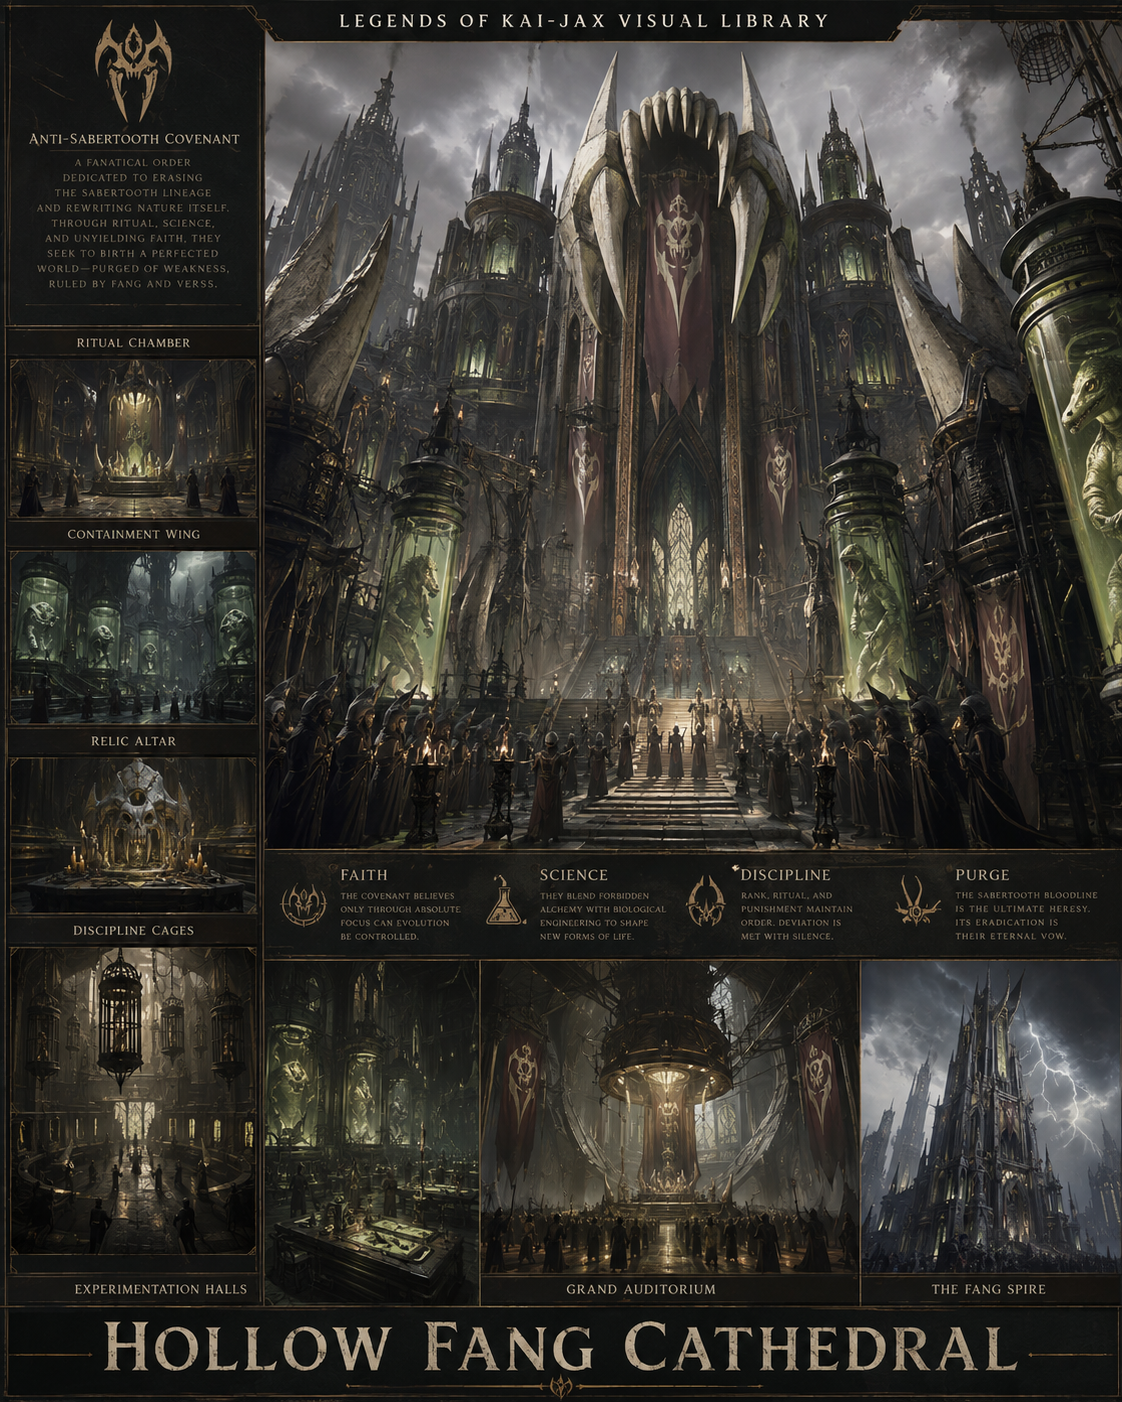 LEGENDS OF KAI-JAX VISUAL LIBRARY
ANTI-SABERTOOTH COVENANT
A FANATICAL ORDER
DEDICATED TO ERASING
THE SABERTOOTH LINEAGE
AND REWRITING NATURE ITSELF.
THROUGH RITUAL, SCIENCE,
AND UNYIELDING FAITH, THEY
SEEK TO BIRTH A PERFECTED
WORLD—PURGED OF WEAKNESS,
RULED BY FANG AND VERSS.
RITUAL CHAMBER
CONTAINMENT WING
RELIC ALTAR
DISCIPLINE CAGES
FAITH
THE COVENANT BELIEVES
ONLY THROUGH ABSOLUTE
FOCUS CAN EVOLUTION
BE CONTROLLED.
SCIENCE
THEY BLEND FORBIDDEN
ALCHEMY WITH BIOLOGICAL
ENGINEERING TO SHAPE
NEW FORMS OF LIFE.
DISCIPLINE
RANK, RITUAL, AND
PUNISHMENT MAINTAIN
ORDER. DEVIATION IS
MET WITH SILENCE.
PURGE
THE SABERTOOTH BLOODLINE
IS THE ULTIMATE HERESY.
ITS ERADICATION IS
THEIR ETERNAL VOW.
EXPERIMENTATION HALLS
GRAND AUDITORIUM
THE FANG SPIRE
HOLLOW FANG CATHEDRAL